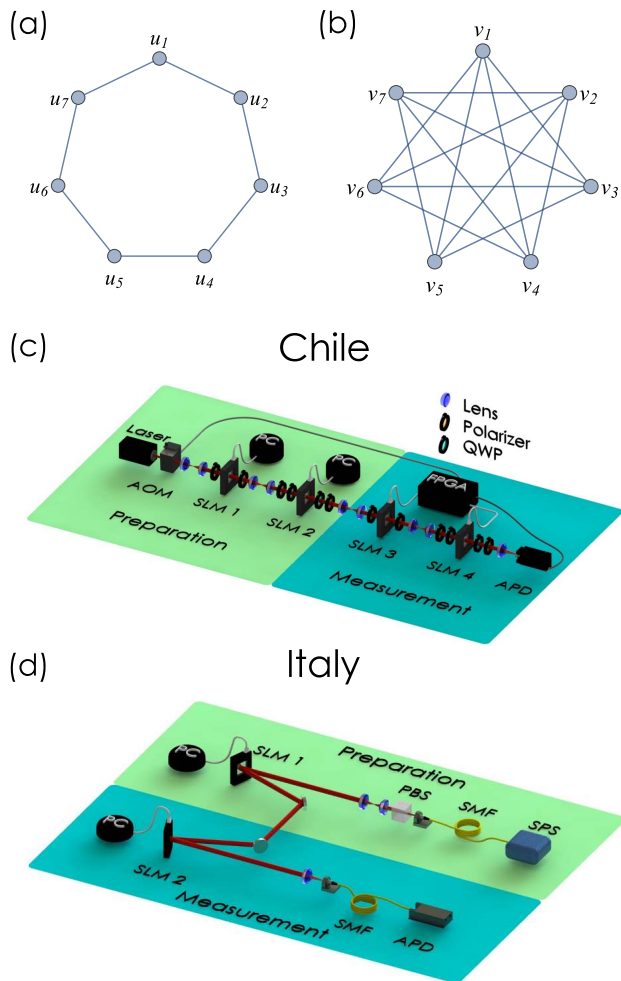 (a)
(b)
u1
u2
u3
u4
u5
u6
u7
v1
v2
v3
v4
v5
v6
v7
(c)
Chile
Lens
Polarizer
QWP
Laser
AOM
SLM 1
PC
SLM 2
PC
Preparation
FPGA
SLM 3
SLM 4
APD
Measurement
(d)
Italy
PC
SLM 1
Preparation
PBS
SMF
SPS
PC
SLM 2
Measurement
SMF
APD